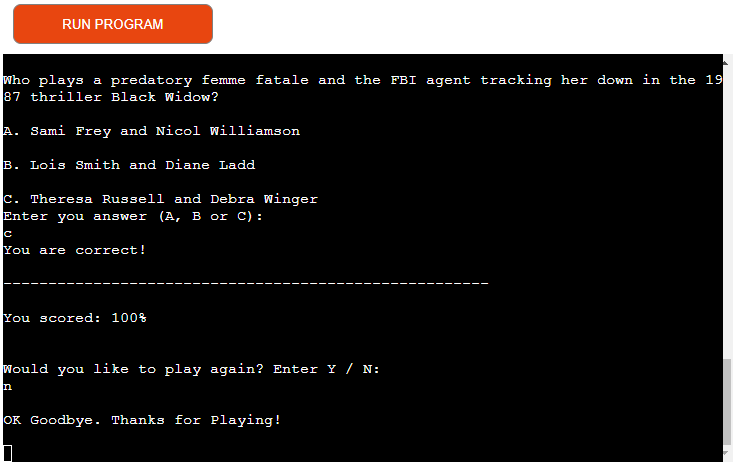 RUN PROGRAM
Who plays a predatory femme fatale and the FBI agent tracking her down in the 19
87 thriller Black Widow?
A. Sami Frey and Nicol Williamson
B. Lois Smith and Diane Ladd
C. Theresa Russell and Debra Winger
Enter you answer (A, B or C):
c
You are correct!
------------------------------------------------------
You scored: 100%
Would you like to play again? Enter Y / N:
n
OK Goodbye. Thanks for Playing!